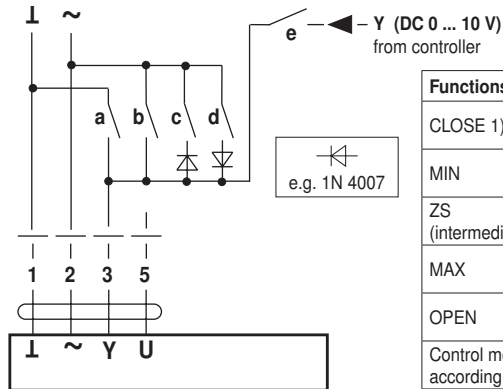 ⊥ ~
e
Y (DC 0 ... 10 V)
from controller
a b c d
e.g. 1N 4007
1 2 3 5
⊥ ~ Y U
Functions
CLOSE 1)
MIN
ZS
MAX
OPEN
Control
according